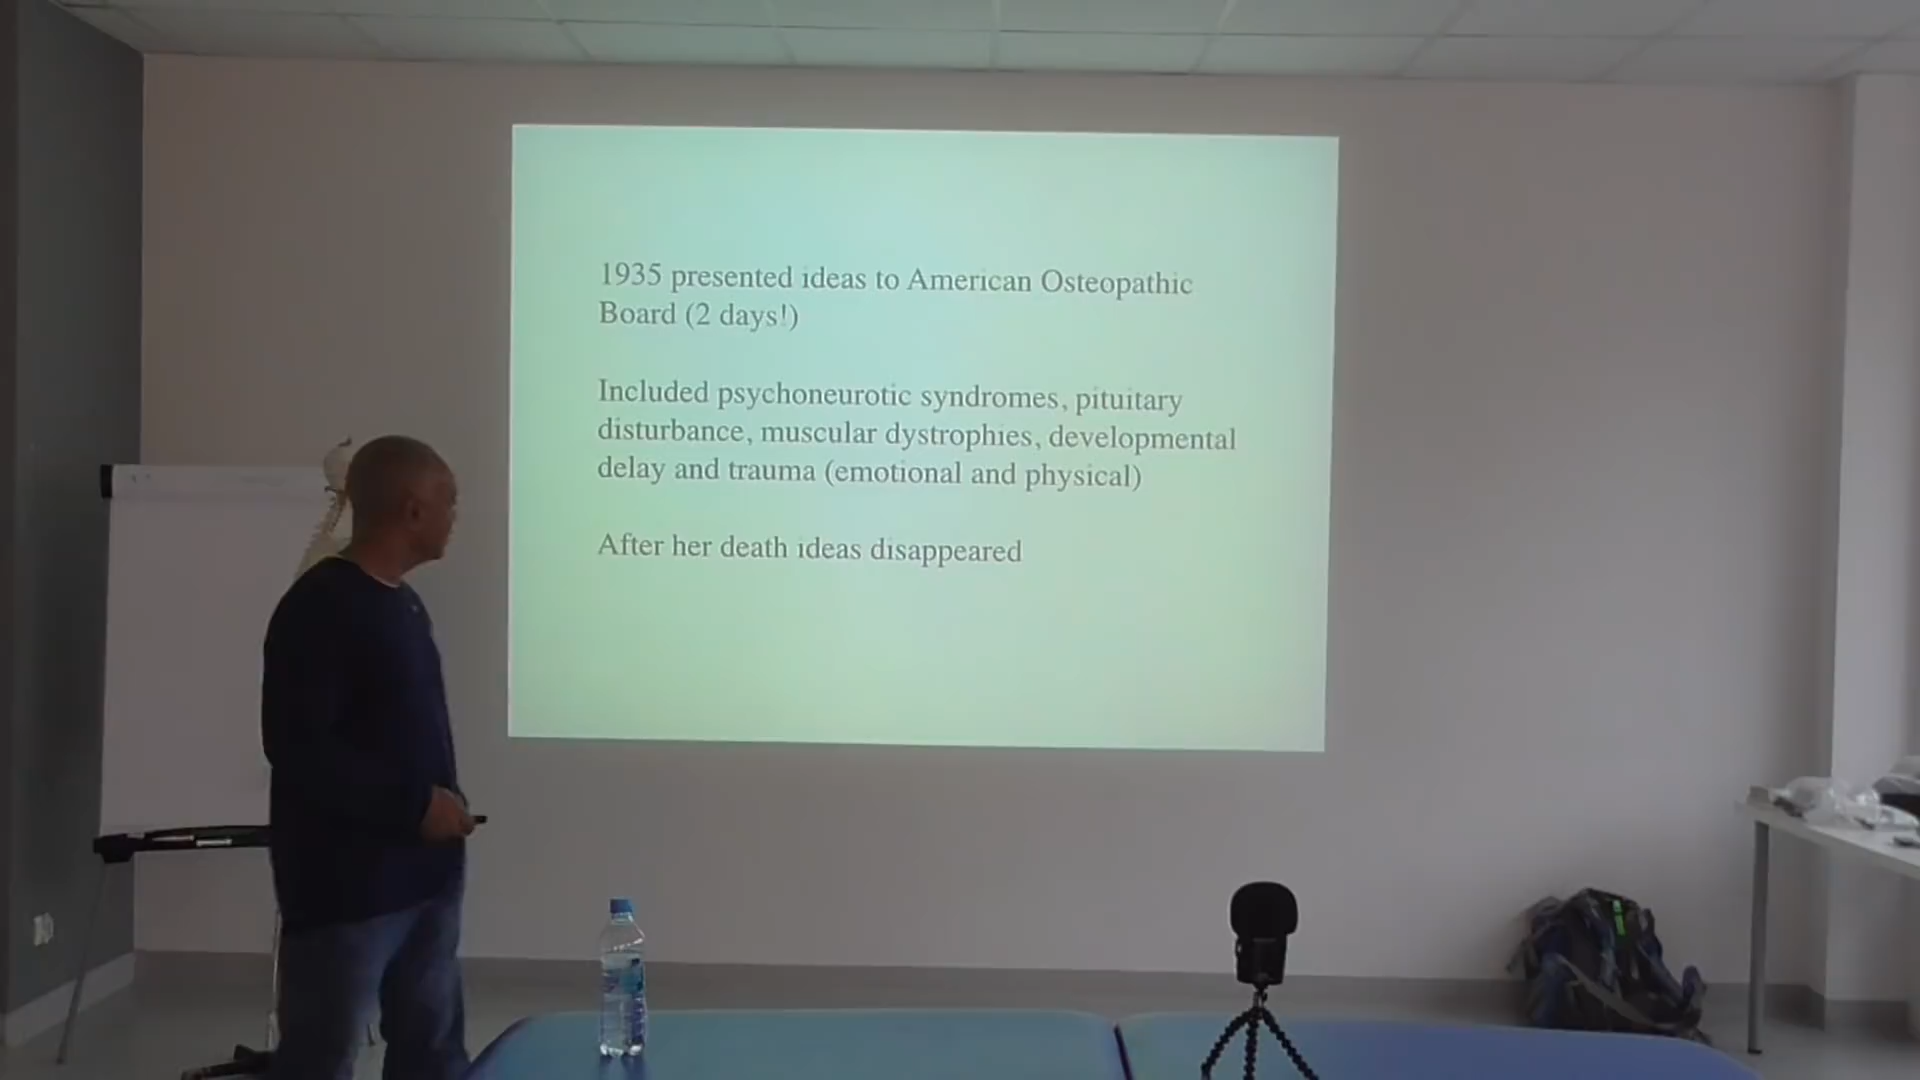 1935 presented ideas to American Osteopathic
Board (2 days!)
Included psychoneurotic syndromes, pituitary
disturbance, muscular dystrophies, developmental
delay and trauma (emotional and physical)
After her death ideas disappeared